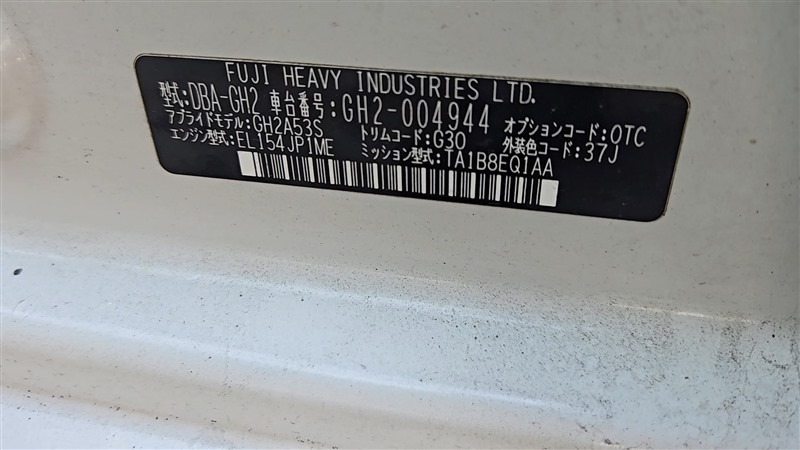 FUJI HEAVY INDUSTRIES LTD.
型式:DBA-GH2 車台番号:GH2-004944 オプションコード:OTC
アプライドモデル:GH2A53S トリムコード:G30 外装色コード:37J
エンジン型式:EL154JP1ME ミッション型式:TA1B8EQ1AA